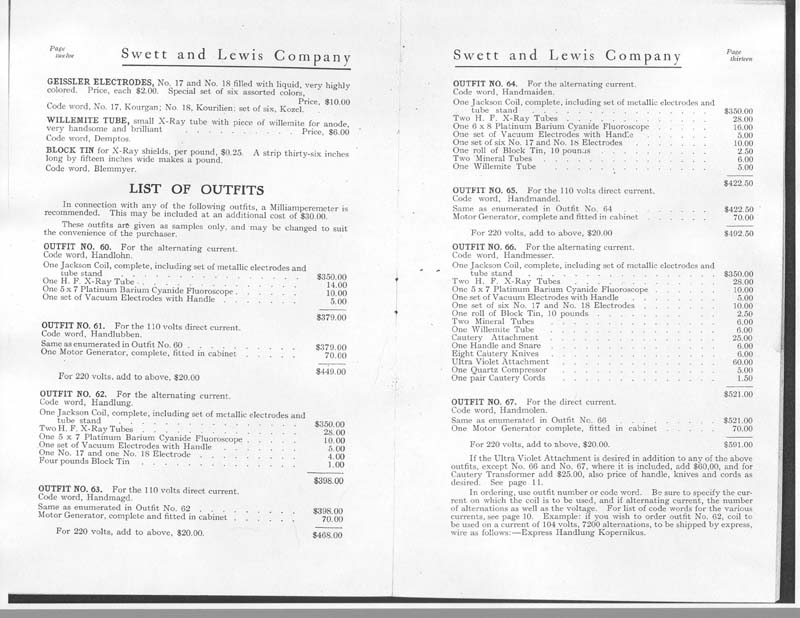 Page
twelve
Swett and Lewis Company
GEISSLER ELECTRODES, No. 17 and No. 18 filled with liquid, very highly
colored. Price, each $2.00. Special set of six assorted colors,
Price, $10.00
Code word, No. 17, Kourgan; No. 18, Kourilien; set of six, Kozel.
WILLEMITE TUBE, small X-Ray tube with piece of willemite for anode,
very handsome and brilliant . . . . . . . . . . Price, $6.00
Code word, Demptos.
BLOCK TIN for X-Ray shields, per pound, $0.25. A strip thirty-six inches
long by fifteen inches wide makes a pound.
Code word, Blemmyer.
LIST OF OUTFITS
In connection with any of the following outfits, a Milliamperemeter is
recommended. This may be included at an additional cost of $30.00.
These outfits are given as samples only, and may be changed to suit
the convenience of the purchaser.
OUTFIT NO. 60. For the alternating current.
Code word, Handlohn.
One Jackson Coil, complete, including set of metallic electrodes and
tube stand . . . . . . . . . . $350.00
One H. F. X-Ray Tube . . . . . . . . . . 14.00
One 5 x 7 Platinum Barium Cyanide Fluoroscope . . . . . . 10.00
One set of Vacuum Electrodes with Handle . . . . . . 5.00
$379.00
OUTFIT NO. 61. For the 110 volts direct current.
Code word, Handlubben.
Same as enumerated in Outfit No. 60 . . . . . . . . $379.00
One Motor Generator, complete, fitted in cabinet . . . . . 70.00
$449.00
For 220 volts, add to above, $20.00
OUTFIT NO. 62. For the alternating current.
Code word, Handlung.
One Jackson Coil, complete, including set of metallic electrodes and
tube stand . . . . . . . . . . $350.00
Two H. F. X-Ray Tubes . . . . . . . . . . 28.00
One 5 x 7 Platinum Barium Cyanide Fluoroscope . . . . . 10.00
One set of Vacuum Electrodes with Handle . . . . . . 5.00
One No. 17 and one No. 18 Electrode . . . . . . . 4.00
Four pounds Block Tin . . . . . . . . . . 1.00
$398.00
OUTFIT NO. 63. For the 110 volts direct current.
Code word, Handmagd.
Same as enumerated in Outfit No. 62 . . . . . . . . $398.00
Motor Generator, complete and fitted in cabinet . . . . . 70.00
For 220 volts, add to above, $20.00. $468.00
Swett and Lewis Company
Page
thirteen
OUTFIT NO. 64. For the alternating current.
Code word, Handmaiden.
One Jackson Coil, complete, including set of metallic electrodes and
tube stand . . . . . . . . . . $350.00
Two H. F. X-Ray Tubes . . . . . . . . . . 28.00
One 6 x 8 Platinum Barium Cyanide Fluoroscope . . . . . 16.00
One set of Vacuum Electrodes with Handle . . . . . . 5.00
One set of six No. 17 and No. 18 Electrodes . . . . . . 10.00
One roll of Block Tin, 10 pounds . . . . . . . . 2.50
Two Mineral Tubes . . . . . . . . . . 6.00
One Willemite Tube . . . . . . . . . . 5.00
$422.50
OUTFIT NO. 65. For the 110 volts direct current.
Code word, Handmandel.
Same as enumerated in Outfit No. 64 . . . . . . . $422.50
Motor Generator, complete and fitted in cabinet . . . . . . 70.00
For 220 volts, add to above, $20.00 $492.50
OUTFIT NO. 66. For the alternating current.
Code word, Handmesser.
One Jackson Coil, complete, including set of metallic electrodes and
tube stand . . . . . . . . . . $350.00
Two H. F. X-Ray Tubes . . . . . . . . . . 28.00
One 5 x 7 Platinum Barium Cyanide Fluoroscope . . . . . 10.00
One set of Vacuum Electrodes with Handle . . . . . . 5.00
One set of six No. 17 and No. 18 Electrodes . . . . . . 10.00
One roll of Block Tin, 10 pounds . . . . . . . . 2.50
Two Mineral Tubes . . . . . . . . . . 6.00
One Willemite Tube . . . . . . . . . . 6.00
Cautery Attachment . . . . . . . . . . 25.00
One Handle and Snare . . . . . . . . . . 6.00
Eight Cautery Knives . . . . . . . . . . 6.00
Ultra Violet Attachment . . . . . . . . . . 60.00
One Quartz Compressor . . . . . . . . . . 5.00
One pair Cautery Cords . . . . . . . . . . 1.50
$521.00
OUTFIT NO. 67. For the direct current.
Code word, Handmolen.
Same as enumerated in Outfit No. 66 . . . . . . . $521.00
One Motor Generator complete, fitted in cabinet . . . . . 70.00
For 220 volts, add to above, $20.00. $591.00
If the Ultra Violet Attachment is desired in addition to any of the above
outfits, except No. 66 and No. 67, where it is included, add $60,00, and for
Cautery Transformer add $25.00, also price of handle, knives and cords as
desired. See page 11.
In ordering, use outfit number or code word. Be sure to specify the cur-
rent on which the coil is to be used, and if alternating current, the number
of alternations as well as the voltage. For list of code words for the various
currents, see page 10. Example: if you wish to order outfit No. 62, coil to
be used on a current of 104 volts, 7200 alternations, to be shipped by express,
wire as follows:—Express Handlung Kopernikus.